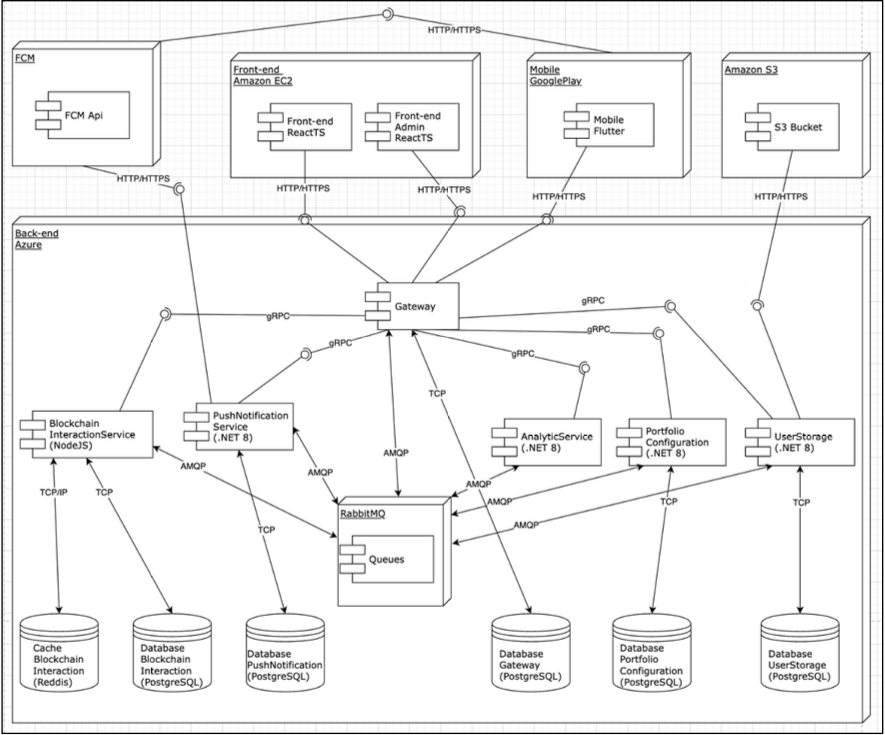 HTTP/HTTPS
FCM
FCM Api
Front-end
Amazon EC2
Front-end
ReactTS
Front-end
Admin
ReactTS
Mobile
GooglePlay
Mobile
Flutter
Amazon S3
S3 Bucket
HTTP/HTTPS
HTTP/HTTPS
HTTP/HTTPS
HTTP/HTTPS
HTTP/HTTPS
Back-end
Azure
Gateway
gRPC
gRPC
gRPC
gRPC
gRPC
TCP
Blockchain
InteractionService
(NodeJS)
PushNotification
Service
(.NET 8)
AnalyticService
(.NET 8)
Portfolio
Configuration
(.NET 8)
UserStorage
(.NET 8)
AMQP
AMQP
AMQP
AMQP
AMQP
AMQP
TCP/IP
TCP
TCP
TCP
TCP
RabbitMQ
Queues
Cache
Blockchain
Interaction
(Reddis)
Database
Blockchain
Interaction
(PostgreSQL)
Database
PushNotification
(PostgreSQL)
Database
Gateway
(PostgreSQL)
Database
Portfolio
Configuration
(PostgreSQL)
Database
UserStorage
(PostgreSQL)